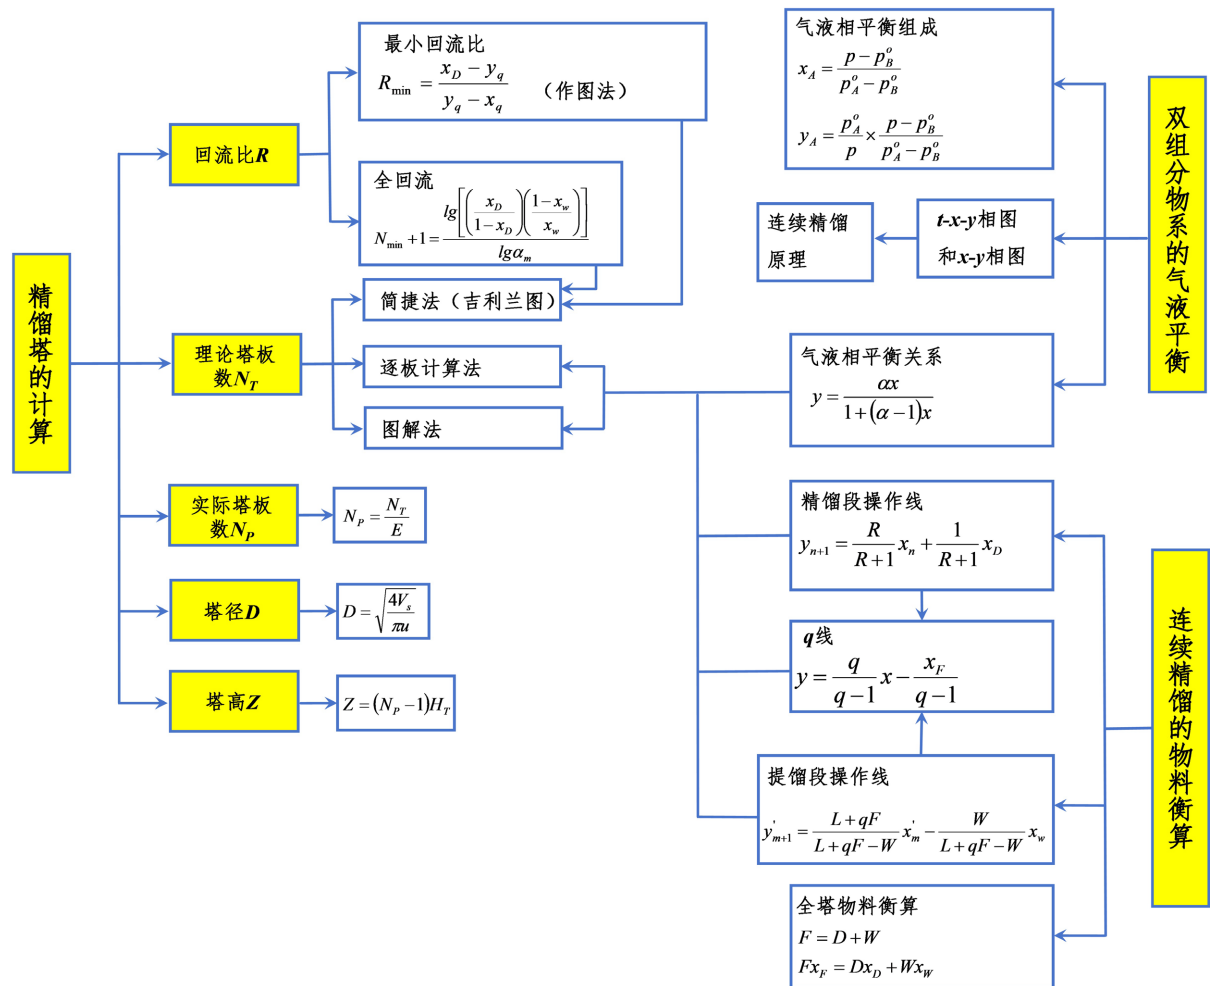 精馏塔的计算
回流比R
最小回流比
R_min = (x_D − y_q)/(y_q − x_q) （作图法）
全回流
N_min + 1 = lg[(x_D/(1−x_D))((1−x_w)/x_w)]/lgα_m
理论塔板
数N_T
简捷法（吉利兰图）
逐板计算法
图解法
实际塔板
数N_P
N_P = N_T/E
塔径D
D = √(4V_s/πu)
塔高Z
Z = (N_P −1)H_T
双组分物系的气液平衡
气液相平衡组成
x_A = (p − p_B^o)/(p_A^o − p_B^o)
y_A = p_A^o/p × (p − p_B^o)/(p_A^o − p_B^o)
t-x-y相图
和x-y相图
连续精馏
原理
气液相平衡关系
y = αx/(1+(α−1)x)
连续精馏的物料衡算
精馏段操作线
y_{n+1} = R/(R+1) x_n + 1/(R+1) x_D
q线
y = q/(q−1) x − x_F/(q−1)
提馏段操作线
y'_{m+1} = (L+qF)/(L+qF−W) x'_m − W/(L+qF−W) x_w
全塔物料衡算
F = D + W
Fx_F = Dx_D + Wx_W